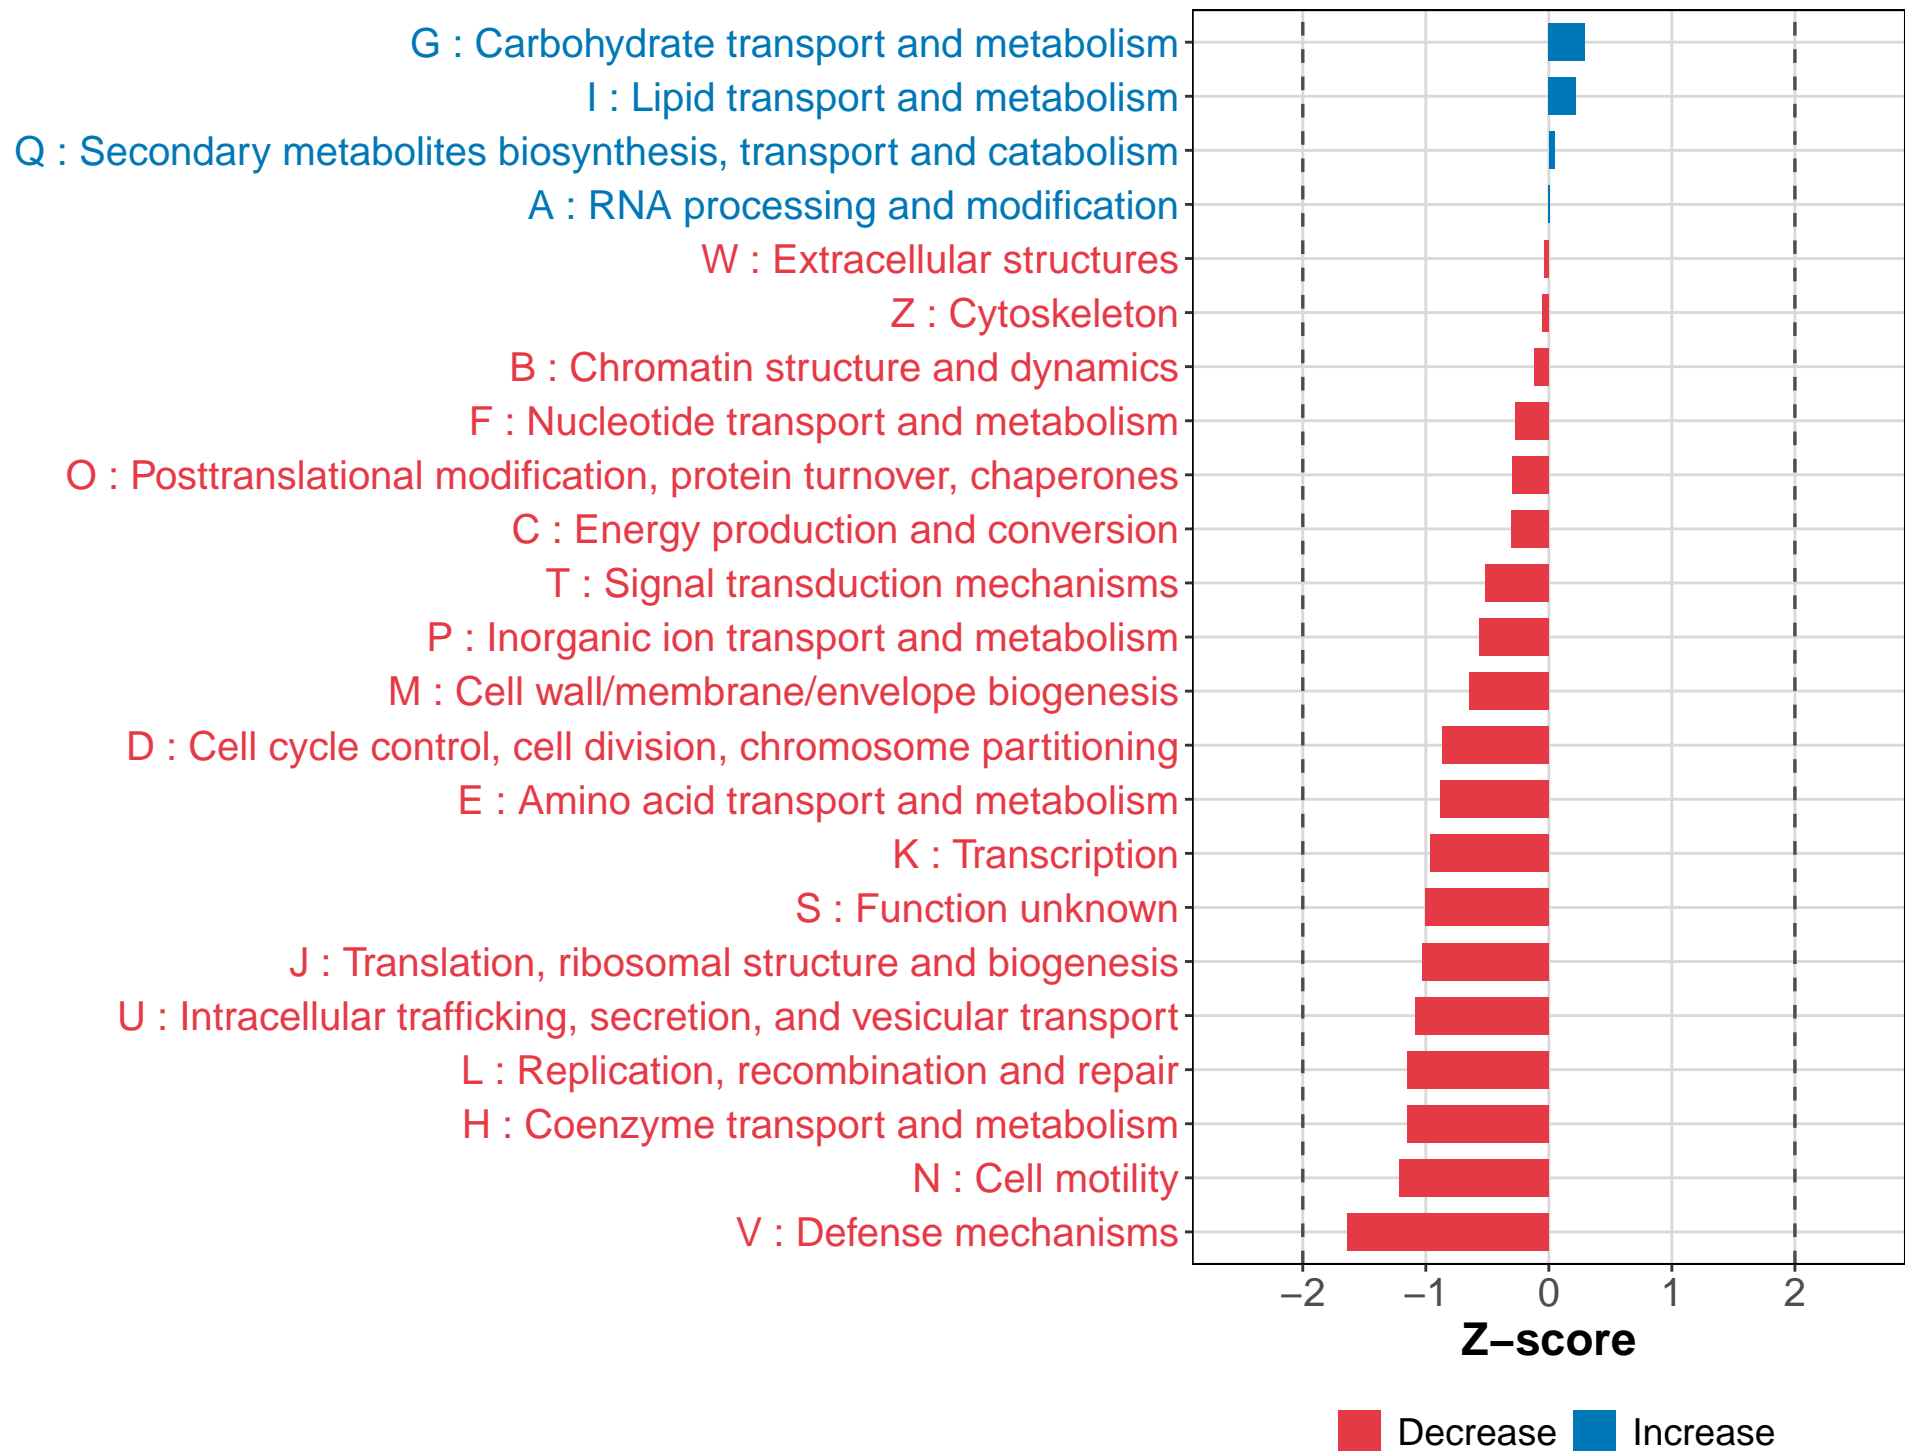 G : Carbohydrate transport and metabolism
I : Lipid transport and metabolism
Q : Secondary metabolites biosynthesis, transport and catabolism
A : RNA processing and modification
W : Extracellular structures
Z : Cytoskeleton
B : Chromatin structure and dynamics
F : Nucleotide transport and metabolism
O : Posttranslational modification, protein turnover, chaperones
C : Energy production and conversion
T : Signal transduction mechanisms
P : Inorganic ion transport and metabolism
M : Cell wall/membrane/envelope biogenesis
D : Cell cycle control, cell division, chromosome partitioning
E : Amino acid transport and metabolism
K : Transcription
S : Function unknown
J : Translation, ribosomal structure and biogenesis
U : Intracellular trafficking, secretion, and vesicular transport
L : Replication, recombination and repair
H : Coenzyme transport and metabolism
N : Cell motility
V : Defense mechanisms
−2 −1 0 1 2
Z−score
Decrease Increase